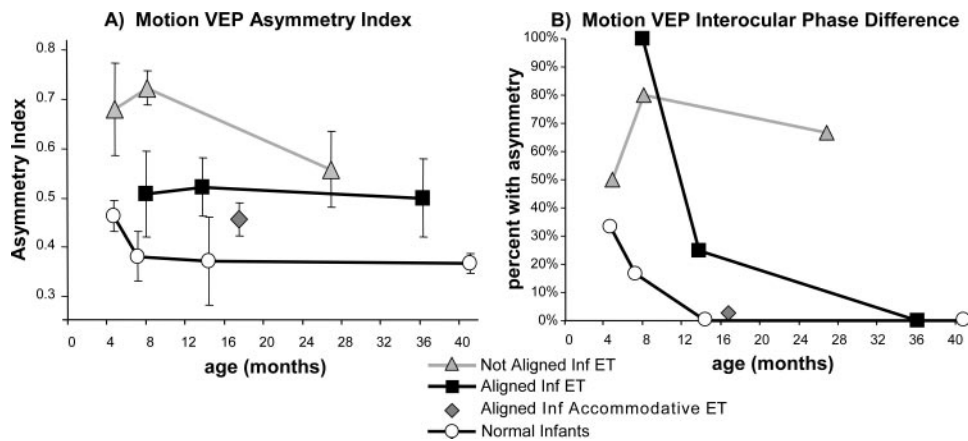 A) Motion VEP Asymmetry Index
0.8
0.7
0.6
0.5
0.4
0.3
Asymmetry Index
0 4 8 12 16 20 24 28 32 36 40
age (months)
B) Motion VEP Interocular Phase Difference
100%
90%
80%
70%
60%
50%
40%
30%
20%
10%
0%
percent with asymmetry
0 4 8 12 16 20 24 28 32 36 40
age (months)
Not Aligned Inf ET
Aligned Inf ET
Aligned Inf Accommodative ET
Normal Infants